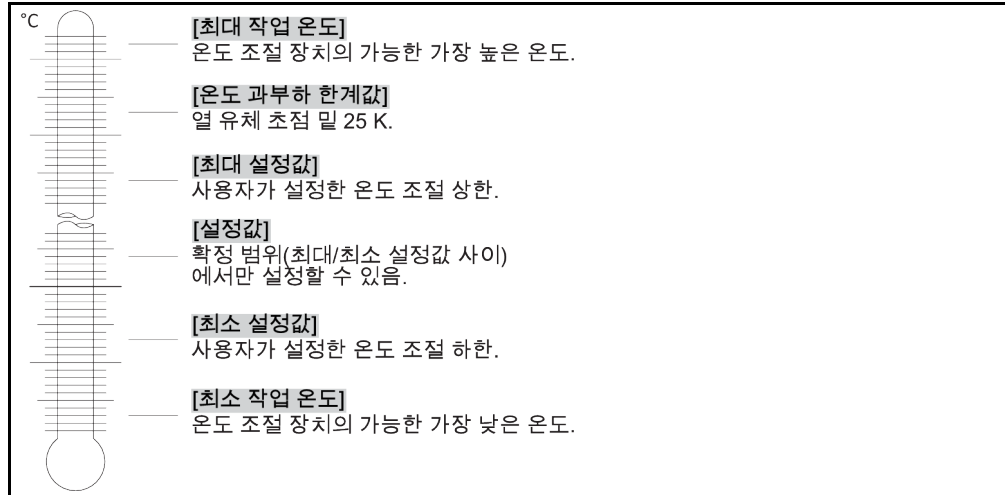 °C
[최대 작업 온도]
온도 조절 장치의 가능한 가장 높은 온도.
[온도 과부하 한계값]
열 유체 초점 밑 25 K.
[최대 설정값]
사용자가 설정한 온도 조절 상한.
[설정값]
확정 범위(최대/최소 설정값 사이)
에서만 설정할 수 있음.
[최소 설정값]
사용자가 설정한 온도 조절 하한.
[최소 작업 온도]
온도 조절 장치의 가능한 가장 낮은 온도.